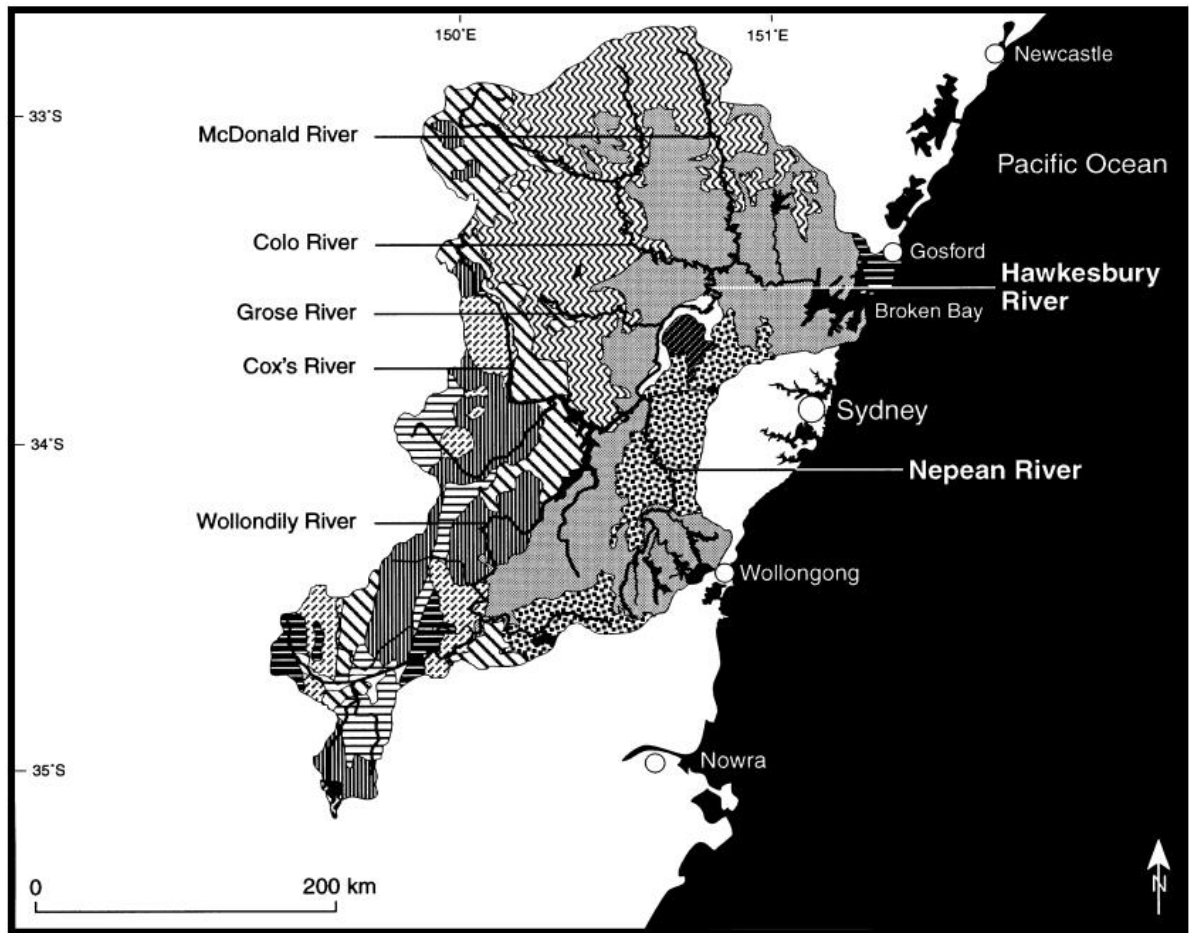 150°E
151°E
Newcastle
33°S
McDonald River
Pacific Ocean
Colo River
Gosford
Hawkesbury
River
Broken Bay
Grose River
Cox's River
Sydney
34°S
Nepean River
Wollondily River
Wollongong
Nowra
35°S
0
200 km
N